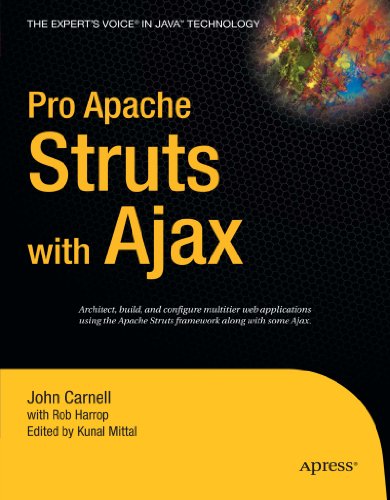 THE EXPERT'S VOICE® IN JAVA™ TECHNOLOGY
Pro Apache
Struts
with Ajax
Architect, build, and configure multitier web applications
using the Apache Struts framework along with some Ajax.
John Carnell
with Rob Harrop
Edited by Kunal Mittal
Apress®